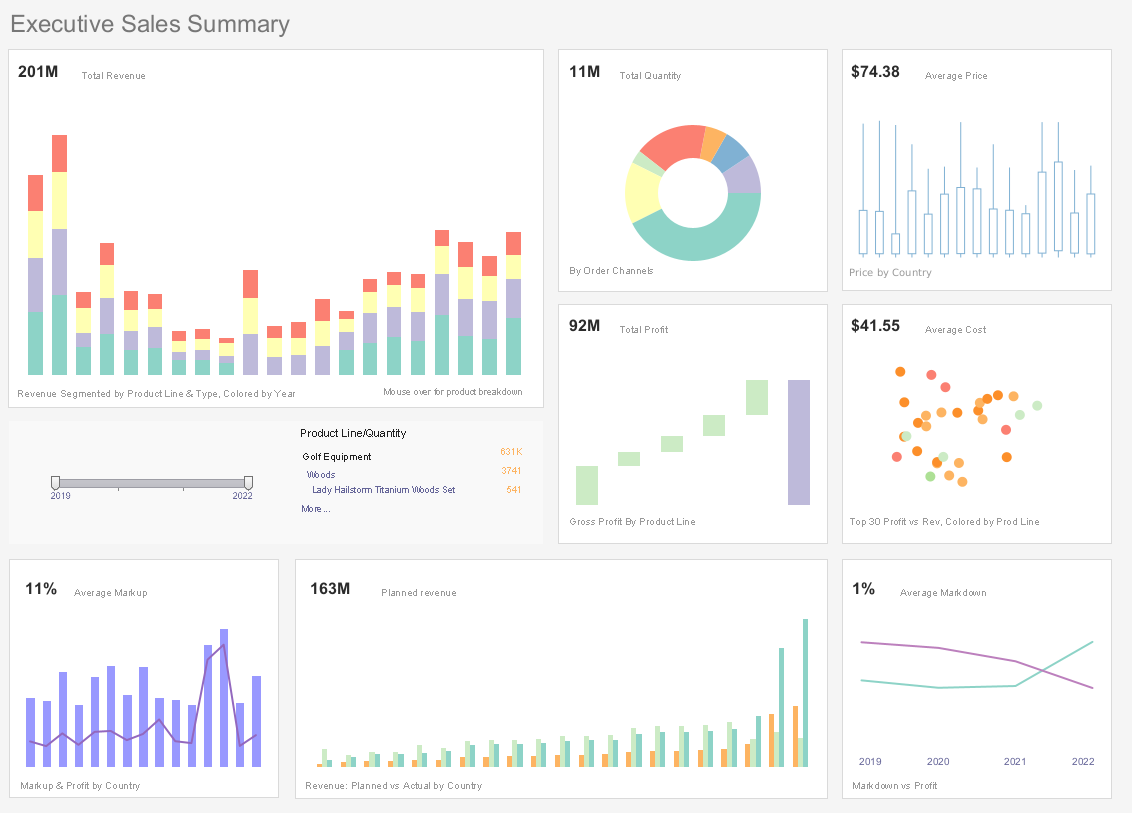 Executive Sales Summary
201M Total Revenue
Revenue Segmented by Product Line & Type, Colored by Year
Mouse over for product breakdown
11M Total Quantity
By Order Channels
$74.38 Average Price
Price by Country
92M Total Profit
Gross Profit By Product Line
$41.55 Average Cost
Top 30 Profit vs Rev, Colored by Prod Line
2019 2022
Product Line/Quantity
Golf Equipment 631K
Woods 3741
Lady Hailstorm Titanium Woods Set 541
More...
11% Average Markup
Markup & Profit by Country
163M Planned revenue
Revenue: Planned vs Actual by Country
1% Average Markdown
2019 2020 2021 2022
Markdown vs Profit